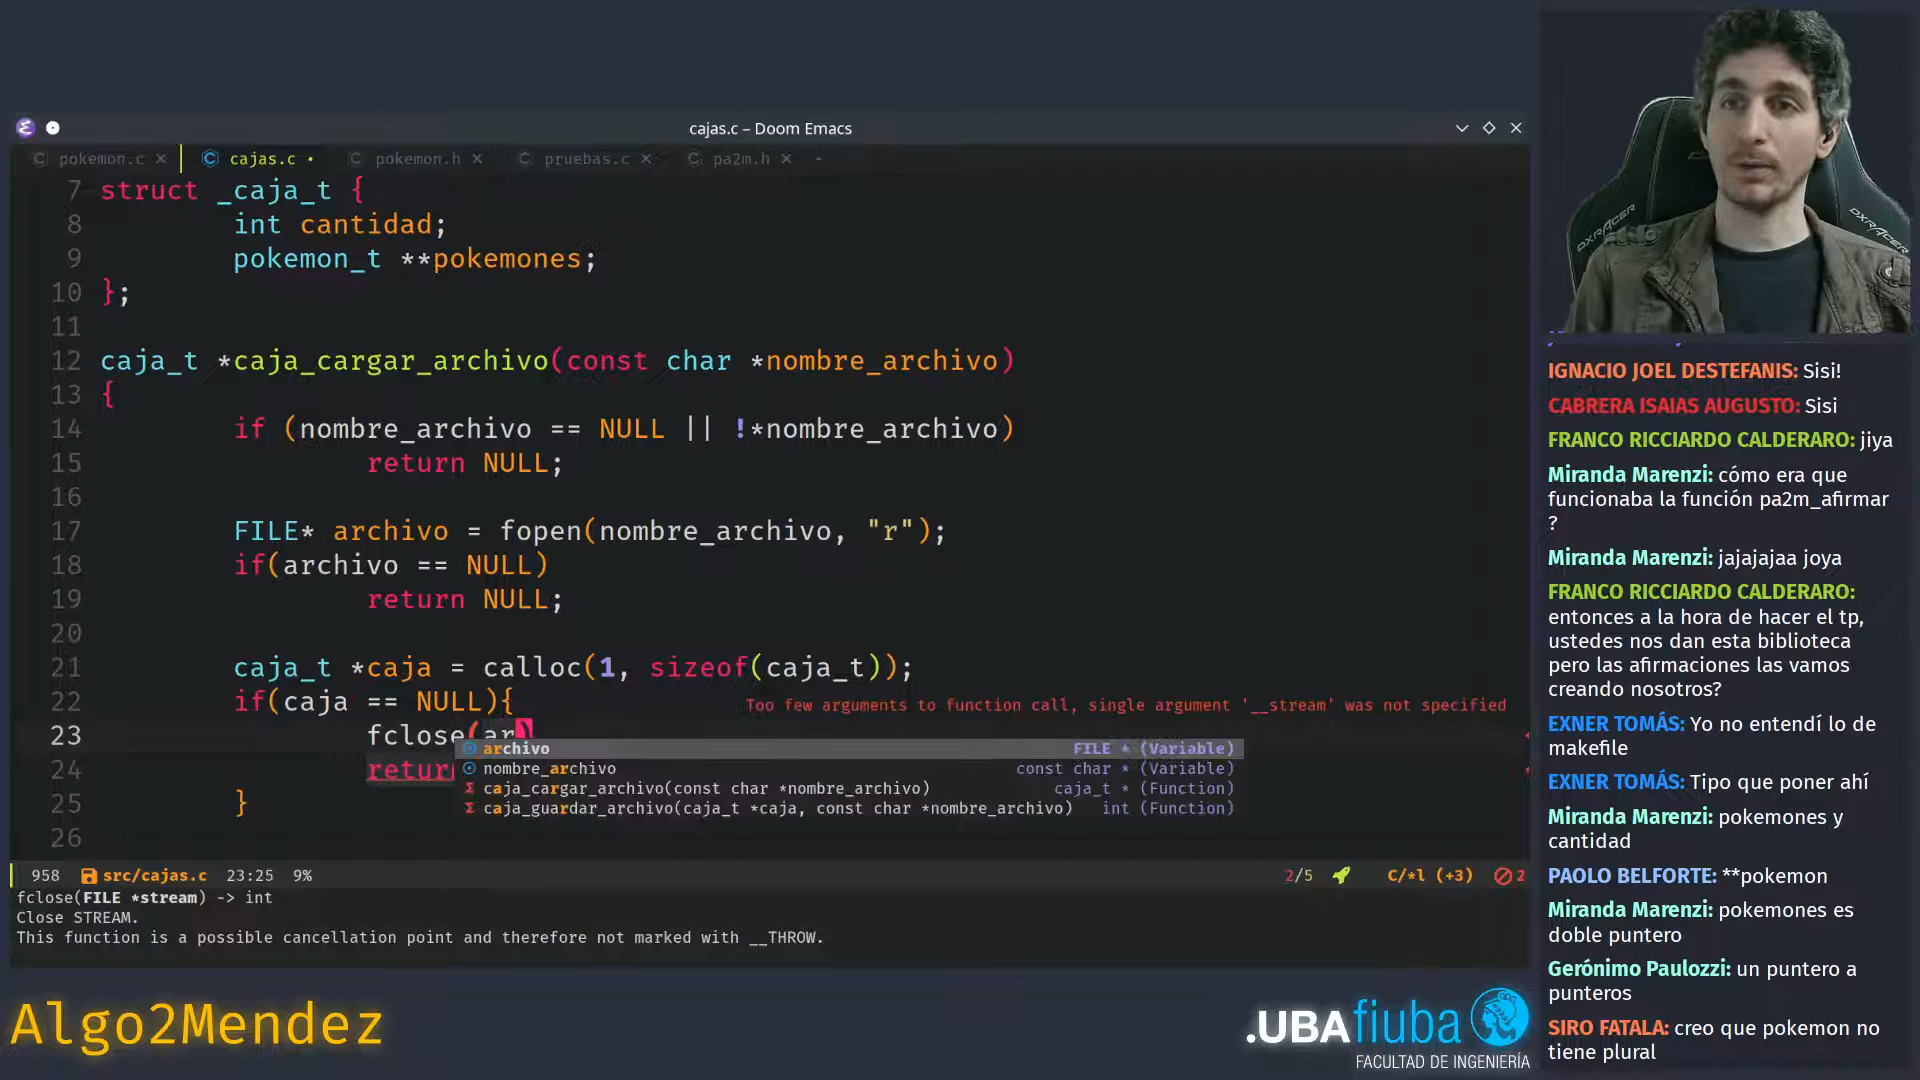 cajas.c – Doom Emacs
pokemon.c
cajas.c
pokemon.h
pruebas.c
pa2m.h
7 struct _caja_t {
8 int cantidad;
9 pokemon_t **pokemones;
10 };
11
12 caja_t *caja_cargar_archivo(const char *nombre_archivo)
13 {
14 if (nombre_archivo == NULL || !*nombre_archivo)
15 return NULL;
16
17 FILE* archivo = fopen(nombre_archivo, "r");
18 if(archivo == NULL)
19 return NULL;
20
21 caja_t *caja = calloc(1, sizeof(caja_t));
22 if(caja == NULL){
Too few arguments to function call, single argument '__stream' was not specified
23 fclose(ar)
archivo FILE * (Variable)
nombre_archivo const char * (Variable)
24 retur
caja_cargar_archivo(const char *nombre_archivo) caja_t * (Function)
25 }
caja_guardar_archivo(caja_t *caja, const char *nombre_archivo) int (Function)
26
958 src/cajas.c 23:25 9% 2/5 C/*l (+3) 2
fclose(FILE *stream) -> int
Close STREAM.
This function is a possible cancellation point and therefore not marked with __THROW.
Algo2Mendez
.UBAfiuba
FACULTAD DE INGENIERÍA
DXRACER
DXRACER
IGNACIO JOEL DESTEFANIS: Sisi!
CABRERA ISAIAS AUGUSTO: Sisi
FRANCO RICCIARDO CALDERARO: jiya
Miranda Marenzi: cómo era que
funcionaba la función pa2m_afirmar
?
Miranda Marenzi: jajajajaa joya
FRANCO RICCIARDO CALDERARO:
entonces a la hora de hacer el tp,
ustedes nos dan esta biblioteca
pero las afirmaciones las vamos
creando nosotros?
EXNER TOMÁS: Yo no entendí lo de
makefile
EXNER TOMÁS: Tipo que poner ahí
Miranda Marenzi: pokemones y
cantidad
PAOLO BELFORTE: **pokemon
Miranda Marenzi: pokemones es
doble puntero
Gerónimo Paulozzi: un puntero a
punteros
SIRO FATALA: creo que pokemon no
tiene plural